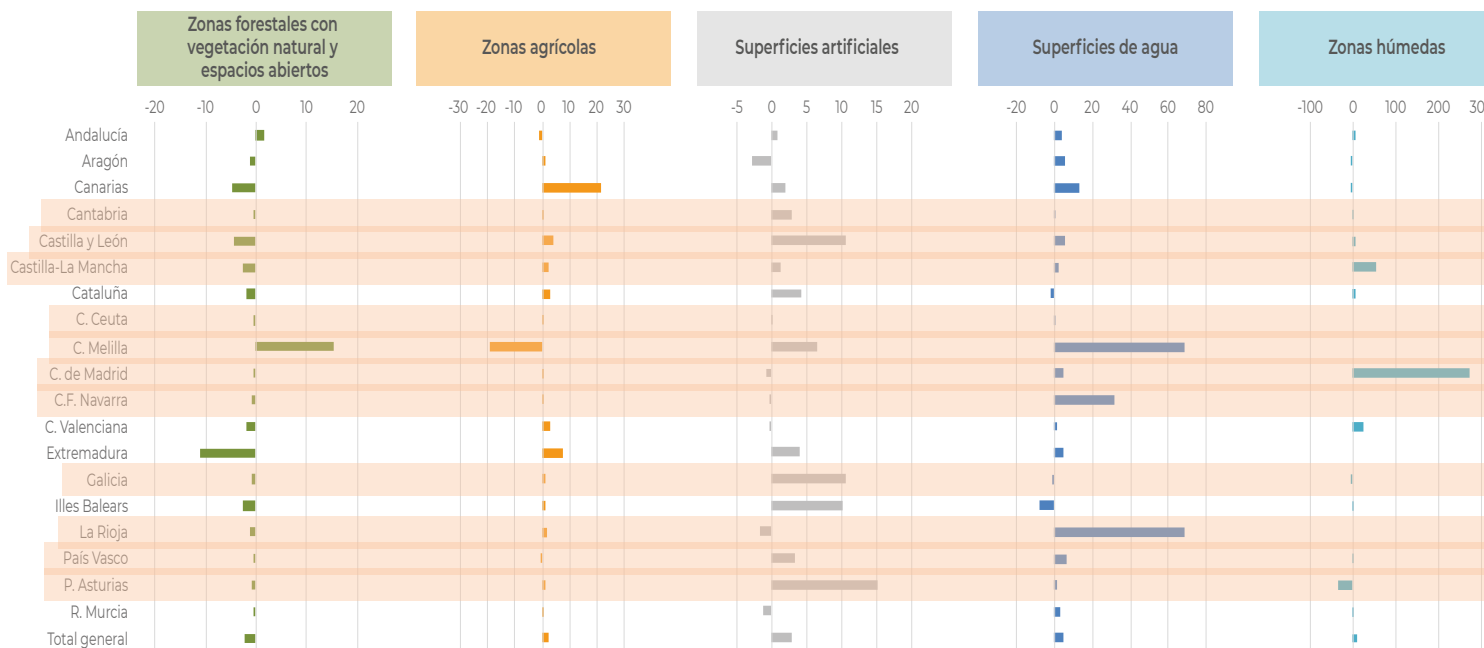 Zonas forestales con
vegetación natural y
espacios abiertos
Zonas agrícolas
Superficies artificiales
Superficies de agua
Zonas húmedas
-20 -10 0 10 20
-30 -20 -10 0 10 20 30
-5 0 5 10 15 20
-20 0 20 40 60 80
-100 0 100 200 30
Andalucía
Aragón
Canarias
Cantabria
Castilla y León
Castilla-La Mancha
Cataluña
C. Ceuta
C. Melilla
C. de Madrid
C.F. Navarra
C. Valenciana
Extremadura
Galicia
Illes Balears
La Rioja
País Vasco
P. Asturias
R. Murcia
Total general